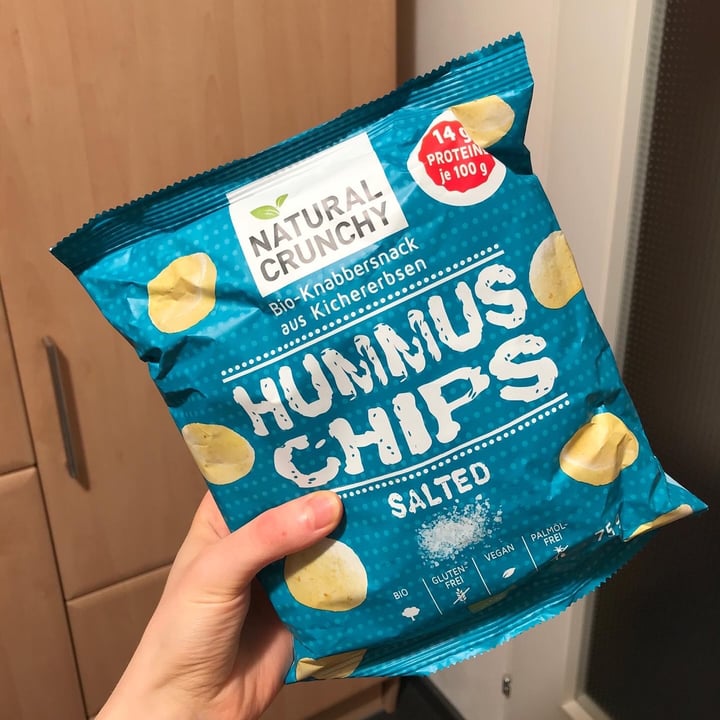 14 g
PROTEIN
je 100 g
NATURAL
CRUNCHY
Bio-Knabbersnack
aus Kichererbsen
HUMMUS
CHIPS
SALTED
BIO
GLUTEN-
FREI
VEGAN
PALMÖL-
FREI
75